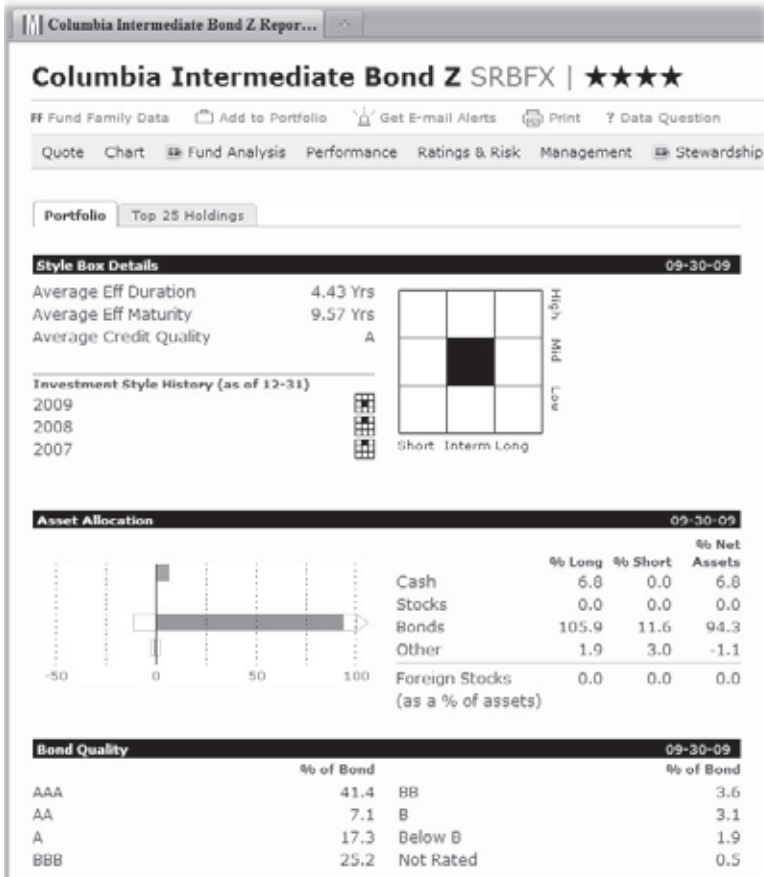 Columbia Intermediate Bond Z Repor...
Columbia Intermediate Bond Z SRBFX | ★★★★
FF Fund Family Data Add to Portfolio Get E-mail Alerts Print ? Data Question
Quote Chart Fund Analysis Performance Ratings & Risk Management Stewardship
Portfolio Top 25 Holdings
Style Box Details 09-30-09
Average Eff Duration 4.43 Yrs
Average Eff Maturity 9.57 Yrs
Average Credit Quality A
High
Mid
Low
Short Interm Long
Investment Style History (as of 12-31)
2009
2008
2007
Asset Allocation 09-30-09
% Long % Short % Net Assets
Cash 6.8 0.0 6.8
Stocks 0.0 0.0 0.0
Bonds 105.9 11.6 94.3
Other 1.9 3.0 -1.1
Foreign Stocks 0.0 0.0 0.0
(as a % of assets)
-50 0 50 100
Bond Quality 09-30-09
% of Bond % of Bond
AAA 41.4 BB 3.6
AA 7.1 B 3.1
A 17.3 Below B 1.9
BBB 25.2 Not Rated 0.5